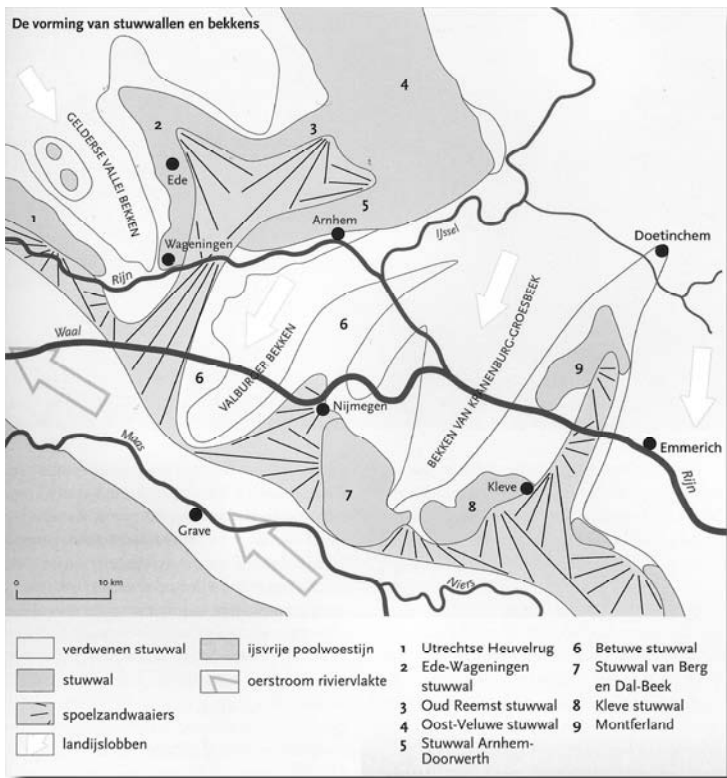 De vorming van stuwwallen en bekkens
4
GELDERSE VALLEI BEKKEN
2
3
Ede
1
5
Arnhem
Wageningen
IJssel
Doetinchem
Rijn
Waal
6
6
VALBURGER BEKKEN
BEKKEN VAN KRANENBURG-GROESBEEK
9
Nijmegen
Maas
Emmerich
7
8
Kleve
Rijn
Grave
Niers
0
10 km
verdwenen stuwwal
stuwwal
spoelzandwaaiers
landijslobben
ijsvrije poolwoestijn
oerstroom riviervlakte
1 Utrechtse Heuvelrug
2 Ede-Wageningen
stuwwal
3 Oud Reemst stuwwal
4 Oost-Veluwe stuwwal
5 Stuwwal Arnhem-
Doorwerth
6 Betuwe stuwwal
7 Stuwwal van Berg
en Dal-Beek
8 Kleve stuwwal
9 Montferland